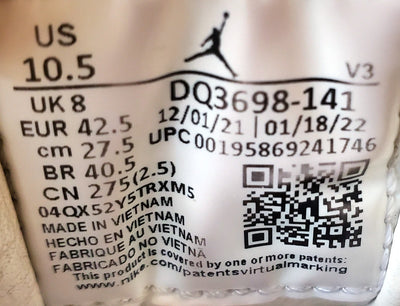 US
10.5
V3
UK 8
DQ3698-141
EUR 42.5
12/01/21 | 01/18/22
cm 27.5
UPC 00195869241746
BR 40.5
CN 275(2.5)
04QX52Y5TRXM5
MADE IN VIETNAM
HECHO EN VIETNAM
FABRIQUE AU VIETNAM
FABRICADO NO VIETNA
This product is covered by one or more patents:
www.nike.com/patentsvirtualmarking